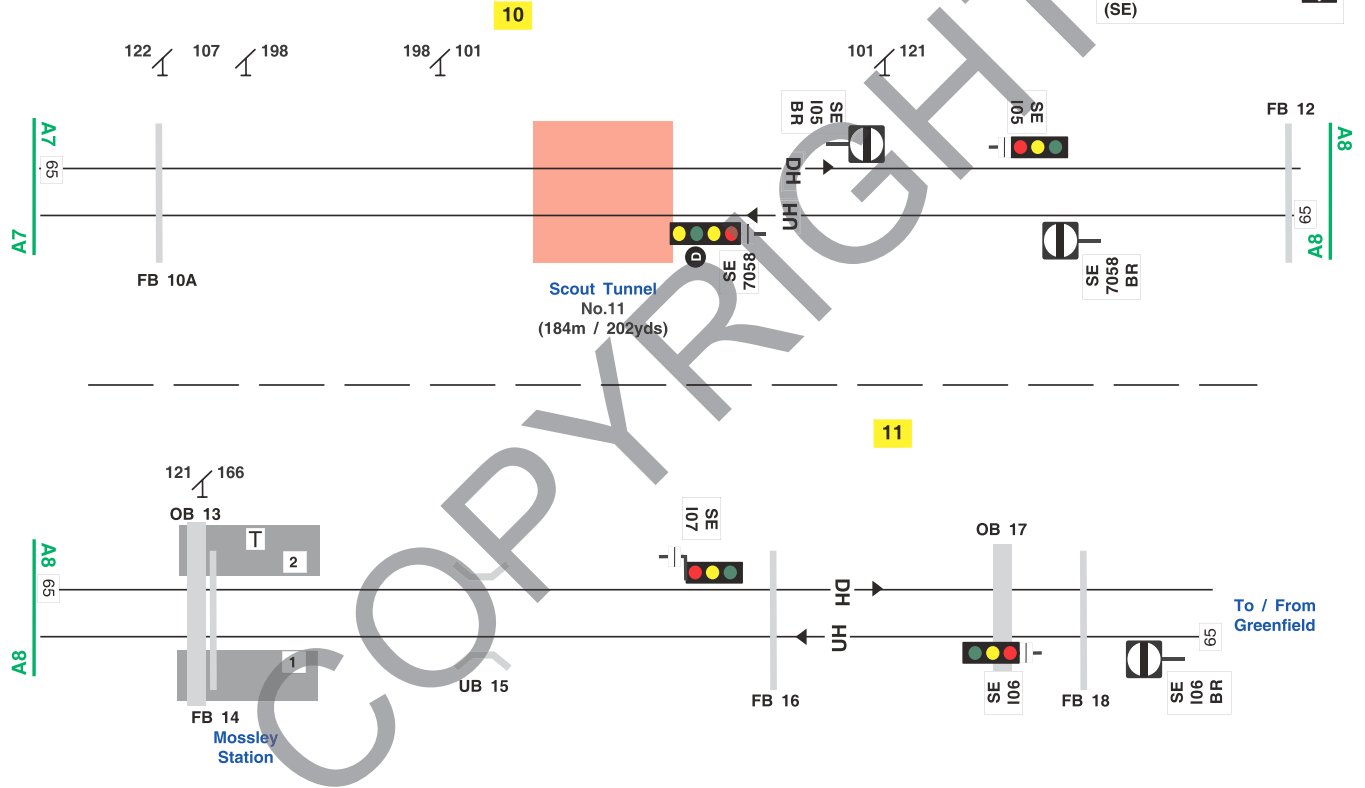 (SE)
10
122 107 198
198 101
101 121
SE
I05
BR
SE
I05
FB 12
A7
A8
65
DH
UH
65
A7
A8
D
SE
7058
SE
7058
BR
FB 10A
Scout Tunnel
No.11
(184m / 202yds)
11
121 166
OB 13
T
2
SE
I07
OB 17
A8
65
DH
To / From
Greenfield
UH
65
A8
1
UB 15
FB 16
SE
I06
FB 18
SE
I06
BR
FB 14
Mossley
Station
COPYRIGHT